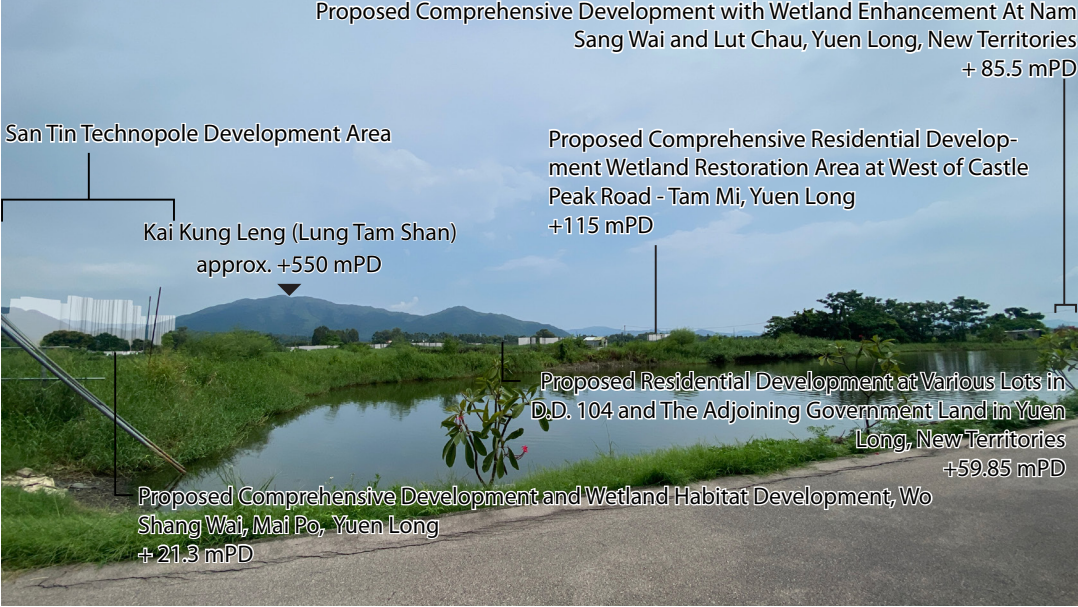 Proposed Comprehensive Development with Wetland Enhancement At Nam
Sang Wai and Lut Chau, Yuen Long, New Territories
+ 85.5 mPD
San Tin Technopole Development Area
Proposed Comprehensive Residential Develop-
ment Wetland Restoration Area at West of Castle
Peak Road - Tam Mi, Yuen Long
+115 mPD
Kai Kung Leng (Lung Tam Shan)
approx. +550 mPD
Proposed Residential Development at Various Lots in
D.D. 104 and The Adjoining Government Land in Yuen
Long, New Territories
+59.85 mPD
Proposed Comprehensive Development and Wetland Habitat Development, Wo
Shang Wai, Mai Po, Yuen Long
+ 21.3 mPD